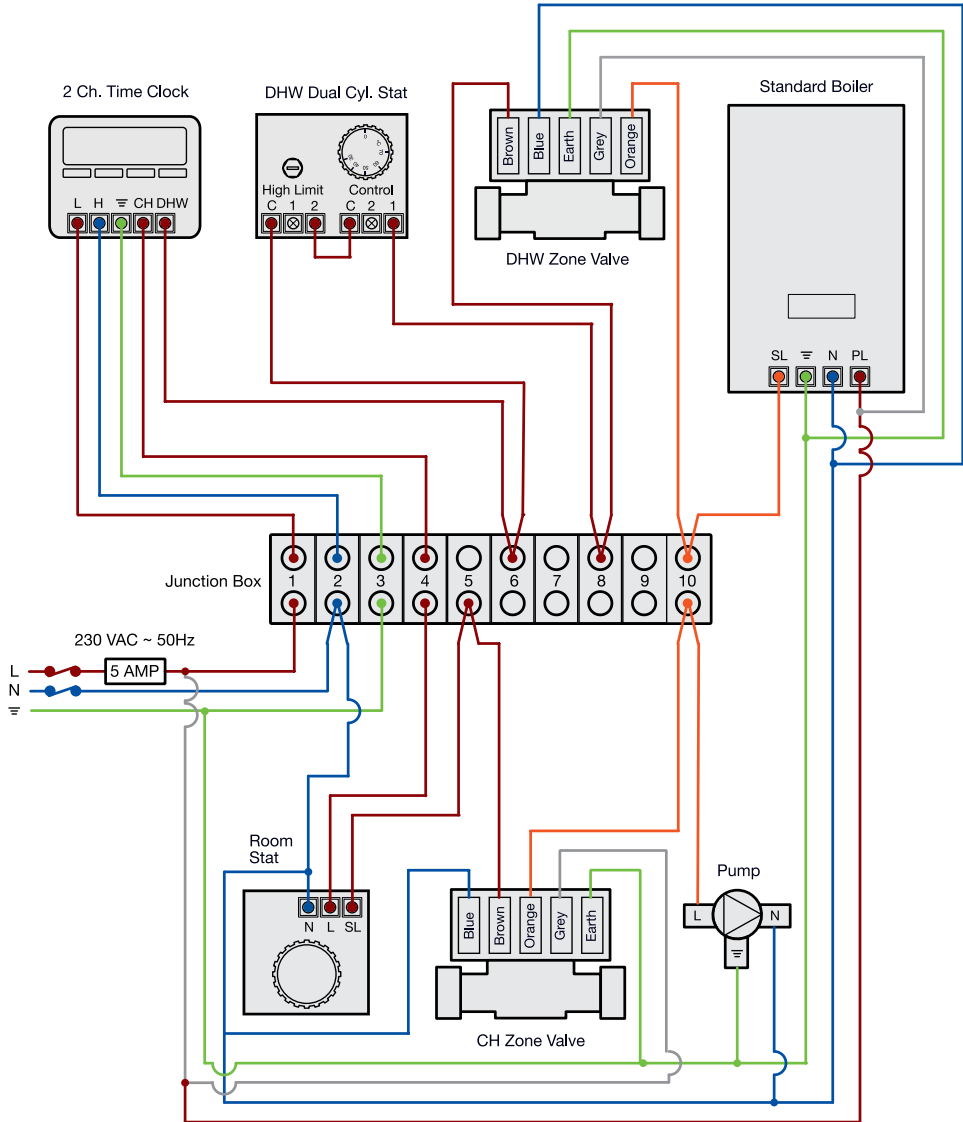 2 Ch. Time Clock
L H ⏚ CH DHW
DHW Dual Cyl. Stat
High Limit Control
C 1 2 C 2 1
Brown Blue Earth Grey Orange
DHW Zone Valve
Standard Boiler
SL ⏚ N PL
Junction Box
1 2 3 4 5 6 7 8 9 10
230 VAC ~ 50Hz
L 5 AMP
N
⏚
Room
Stat
N L SL
Blue Brown Orange Grey Earth
CH Zone Valve
Pump
L N
⏚